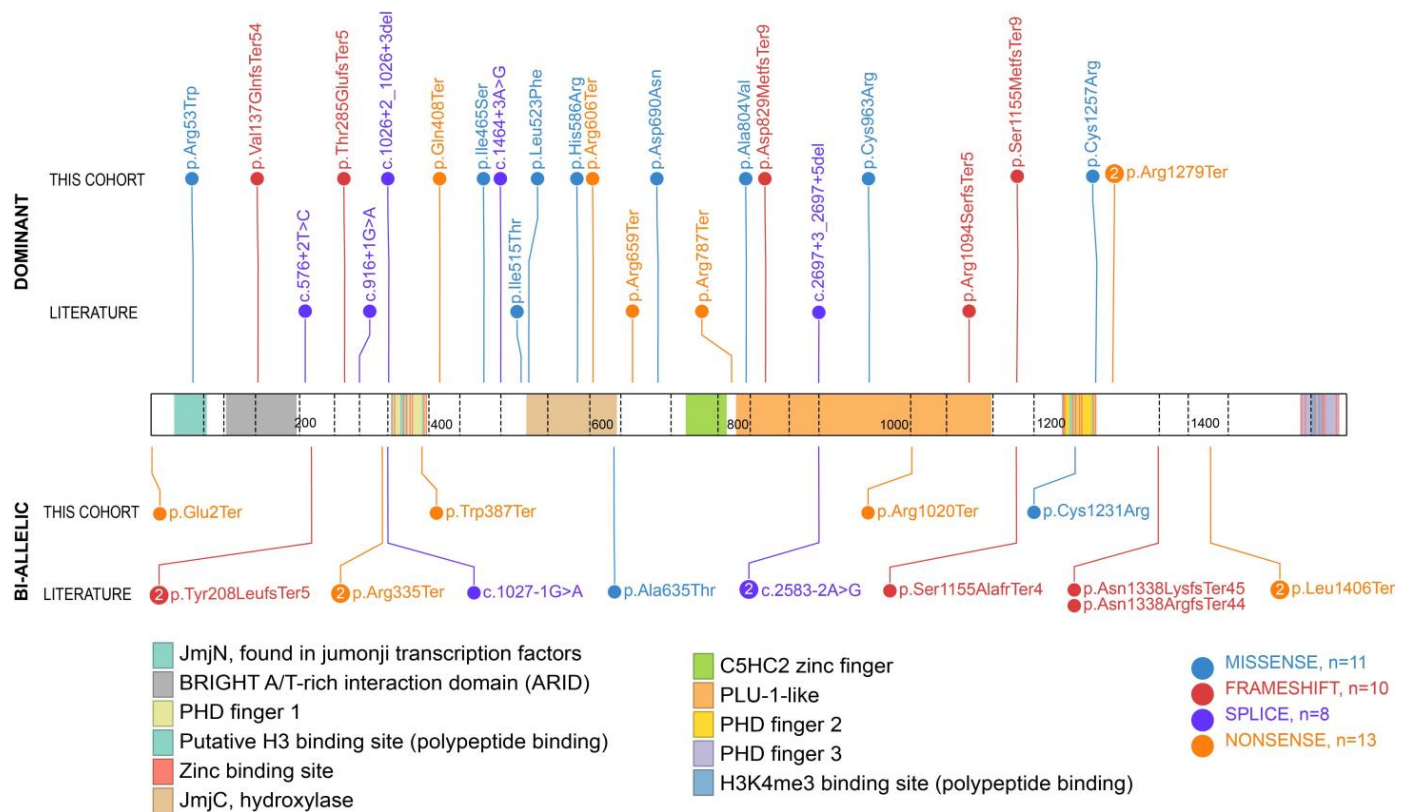 DOMINANT
THIS COHORT
p.Arg53Trp
p.Val137GlnfsTer54
p.Thr285GlufsTer5
c.1026+2_1026+3del
p.Gln408Ter
p.Ile465Ser
c.1464+3A>G
p.Leu523Phe
p.His586Arg
p.Arg606Ter
p.Asp690Asn
p.Ala804Val
p.Asp829MetfsTer9
p.Cys963Arg
p.Ser1155MetfsTer9
p.Cys1257Arg
2 p.Arg1279Ter
LITERATURE
c.576+2T>C
c.916+1G>A
p.Ile515Thr
p.Arg659Ter
p.Arg787Ter
c.2697+3_2697+5del
p.Arg1094SerfsTer5
200 400 600 800 1000 1200 1400
BI-ALLELIC
THIS COHORT
p.Glu2Ter
p.Trp387Ter
p.Arg1020Ter
p.Cys1231Arg
LITERATURE
2 p.Tyr208LeufsTer5
2 p.Arg335Ter
c.1027-1G>A
p.Ala635Thr
2 c.2583-2A>G
p.Ser1155AlafrTer4
p.Asn1338LysfsTer45
p.Asn1338ArgfsTer44
2 p.Leu1406Ter
JmjN, found in jumonji transcription factors
BRIGHT A/T-rich interaction domain (ARID)
PHD finger 1
Putative H3 binding site (polypeptide binding)
Zinc binding site
JmjC, hydroxylase
C5HC2 zinc finger
PLU-1-like
PHD finger 2
PHD finger 3
H3K4me3 binding site (polypeptide binding)
MISSENSE, n=11
FRAMESHIFT, n=10
SPLICE, n=8
NONSENSE, n=13